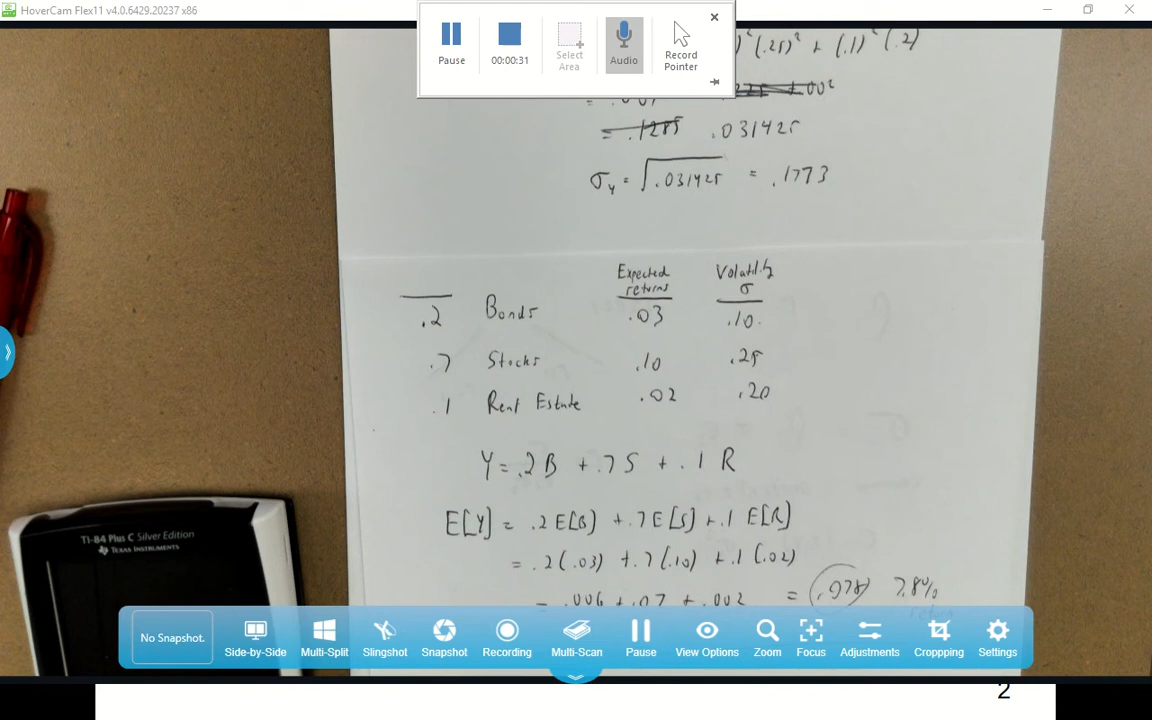 HoverCam Flex11 v4.0.6429.20237 x86
Pause
00:00:31
Select Area
Audio
Record Pointer
)²(.25)² + (.1)²(.2)
.002
= .1285 .031425
σY = √.031425 = .1773
Expected returns Volatility σ
.2 Bonds .03 .10
.7 Stocks .10 .25
.1 Real Estate .02 .20
Y = .2B + .7S + .1R
E[Y] = .2E[B] + .7E[S] + .1E[R]
= .2(.03) + .7(.10) + .1(.02)
= .006 + .07 + .002 = .078 7.8%
TI-84 Plus C Silver Edition
TEXAS INSTRUMENTS
No Snapshot.
Side-by-Side
Multi-Split
Slingshot
Snapshot
Recording
Multi-Scan
Pause
View Options
Zoom
Focus
Adjustments
Croppping
Settings
2